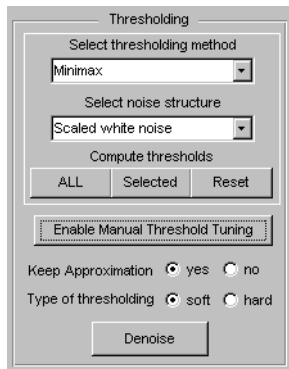 Thresholding
Select thresholding method
Minimax
Select noise structure
Scaled white noise
Compute thresholds
ALL Selected Reset
Enable Manual Threshold Tuning
Keep Approximation yes no
Type of thresholding soft hard
Denoise